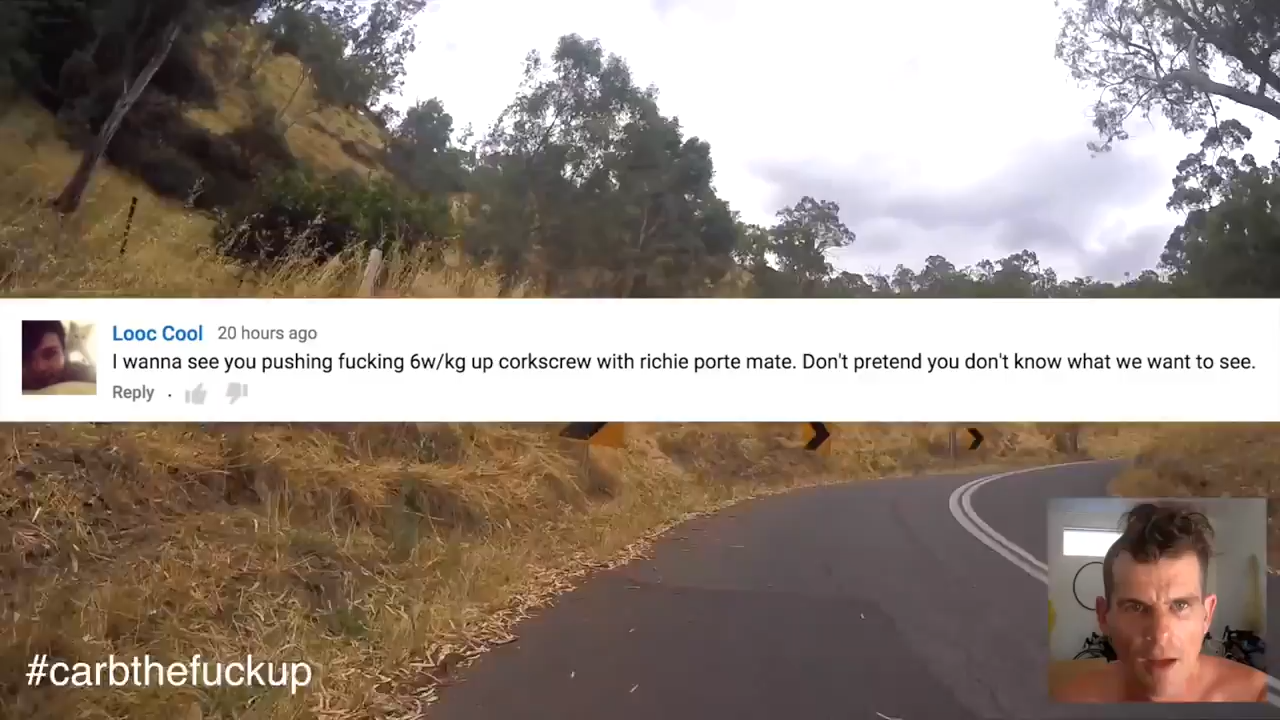 Looc Cool 20 hours ago
I wanna see you pushing fucking 6w/kg up corkscrew with richie porte mate. Don't pretend you don't know what we want to see.
Reply .
#carbthefuckup